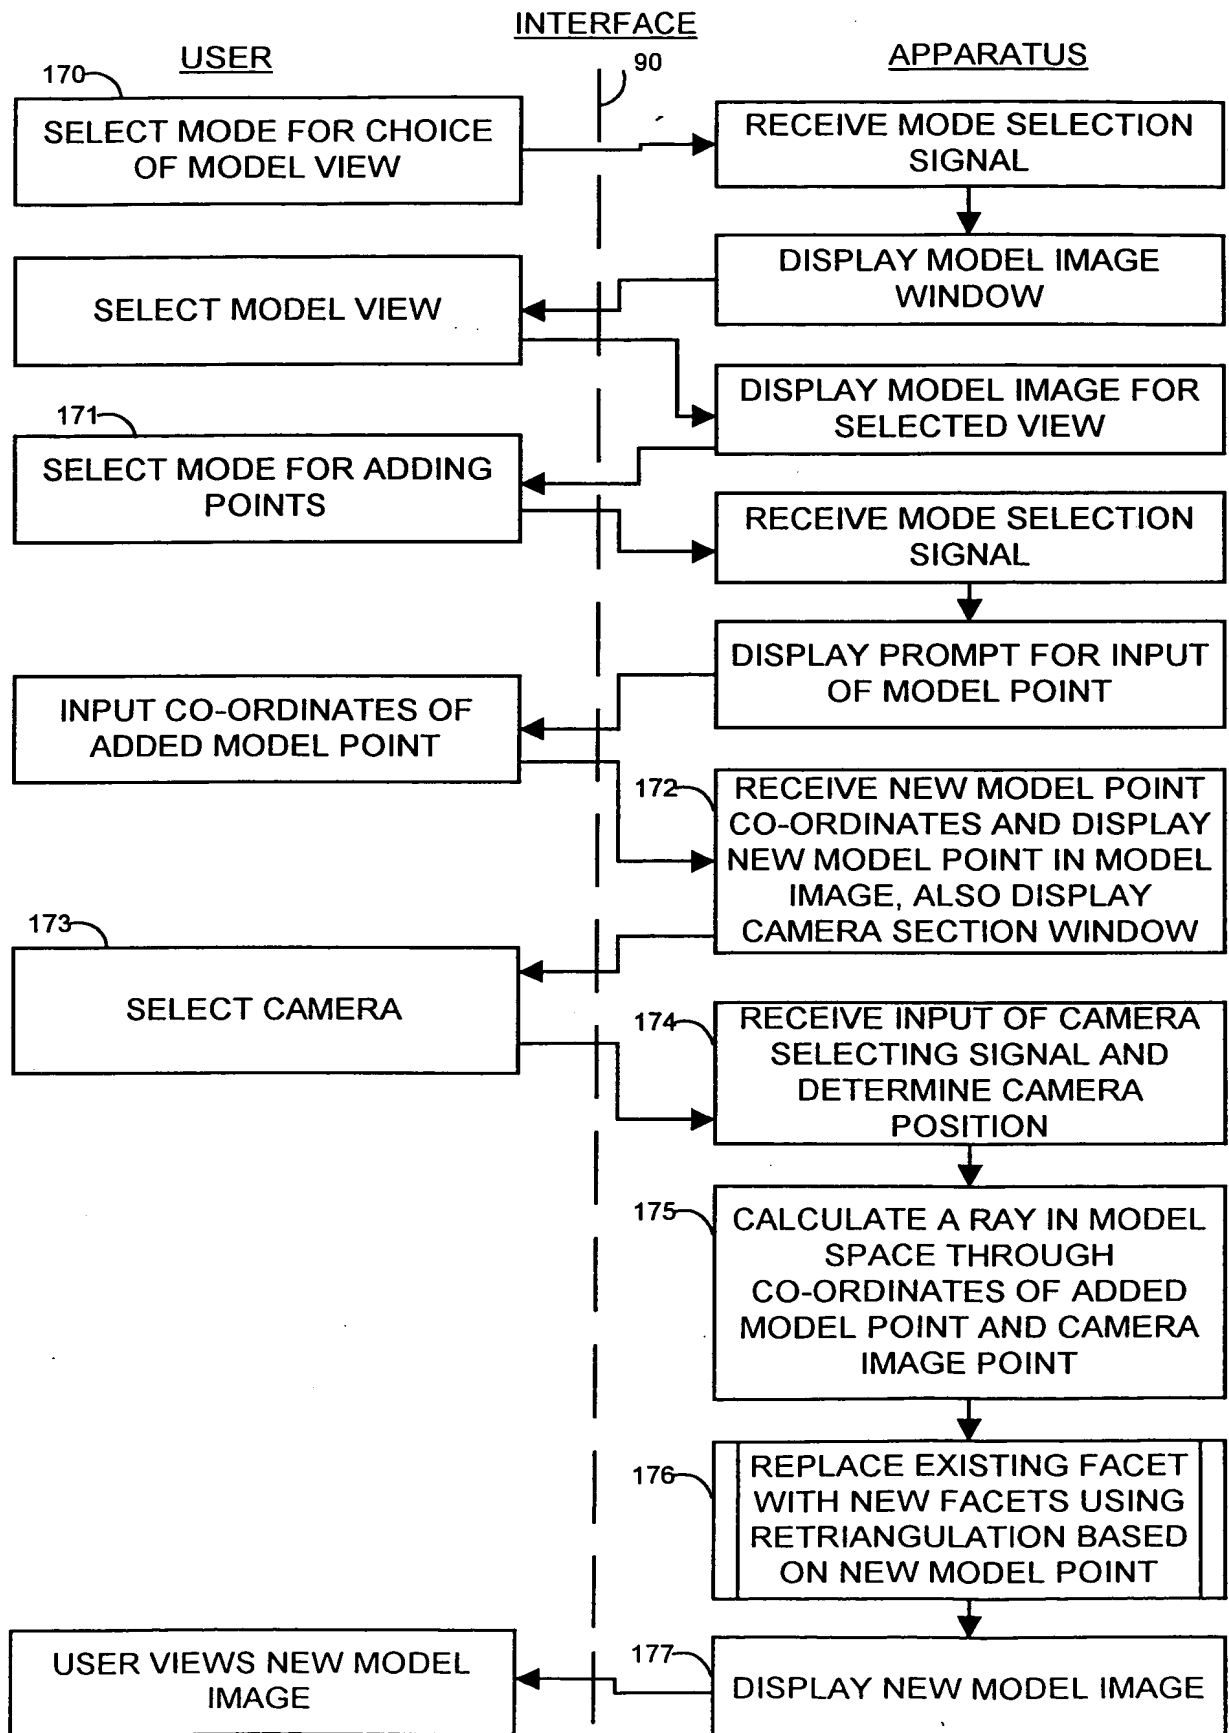 INTERFACE
USER
APPARATUS
90
170
SELECT MODE FOR CHOICE
OF MODEL VIEW
RECEIVE MODE SELECTION
SIGNAL
DISPLAY MODEL IMAGE
WINDOW
SELECT MODEL VIEW
DISPLAY MODEL IMAGE FOR
SELECTED VIEW
171
SELECT MODE FOR ADDING
POINTS
RECEIVE MODE SELECTION
SIGNAL
DISPLAY PROMPT FOR INPUT
OF MODEL POINT
INPUT CO-ORDINATES OF
ADDED MODEL POINT
172
RECEIVE NEW MODEL POINT
CO-ORDINATES AND DISPLAY
NEW MODEL POINT IN MODEL
IMAGE, ALSO DISPLAY
CAMERA SECTION WINDOW
173
SELECT CAMERA
174
RECEIVE INPUT OF CAMERA
SELECTING SIGNAL AND
DETERMINE CAMERA
POSITION
175
CALCULATE A RAY IN MODEL
SPACE THROUGH
CO-ORDINATES OF ADDED
MODEL POINT AND CAMERA
IMAGE POINT
176
REPLACE EXISTING FACET
WITH NEW FACETS USING
RETRIANGULATION BASED
ON NEW MODEL POINT
177
DISPLAY NEW MODEL IMAGE
USER VIEWS NEW MODEL
IMAGE